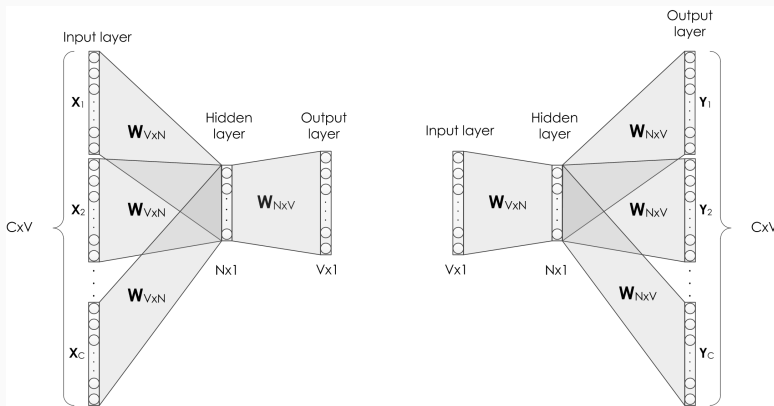 Input layer
X1
WVxN
X2
WVxN
CxV
WVxN
XC
Hidden
layer
Nx1
WNxV
Output
layer
Vx1
Input layer
Vx1
WVxN
Hidden
layer
Nx1
Output
layer
Y1
WNxV
Y2
WNxV
CxV
WNxV
YC